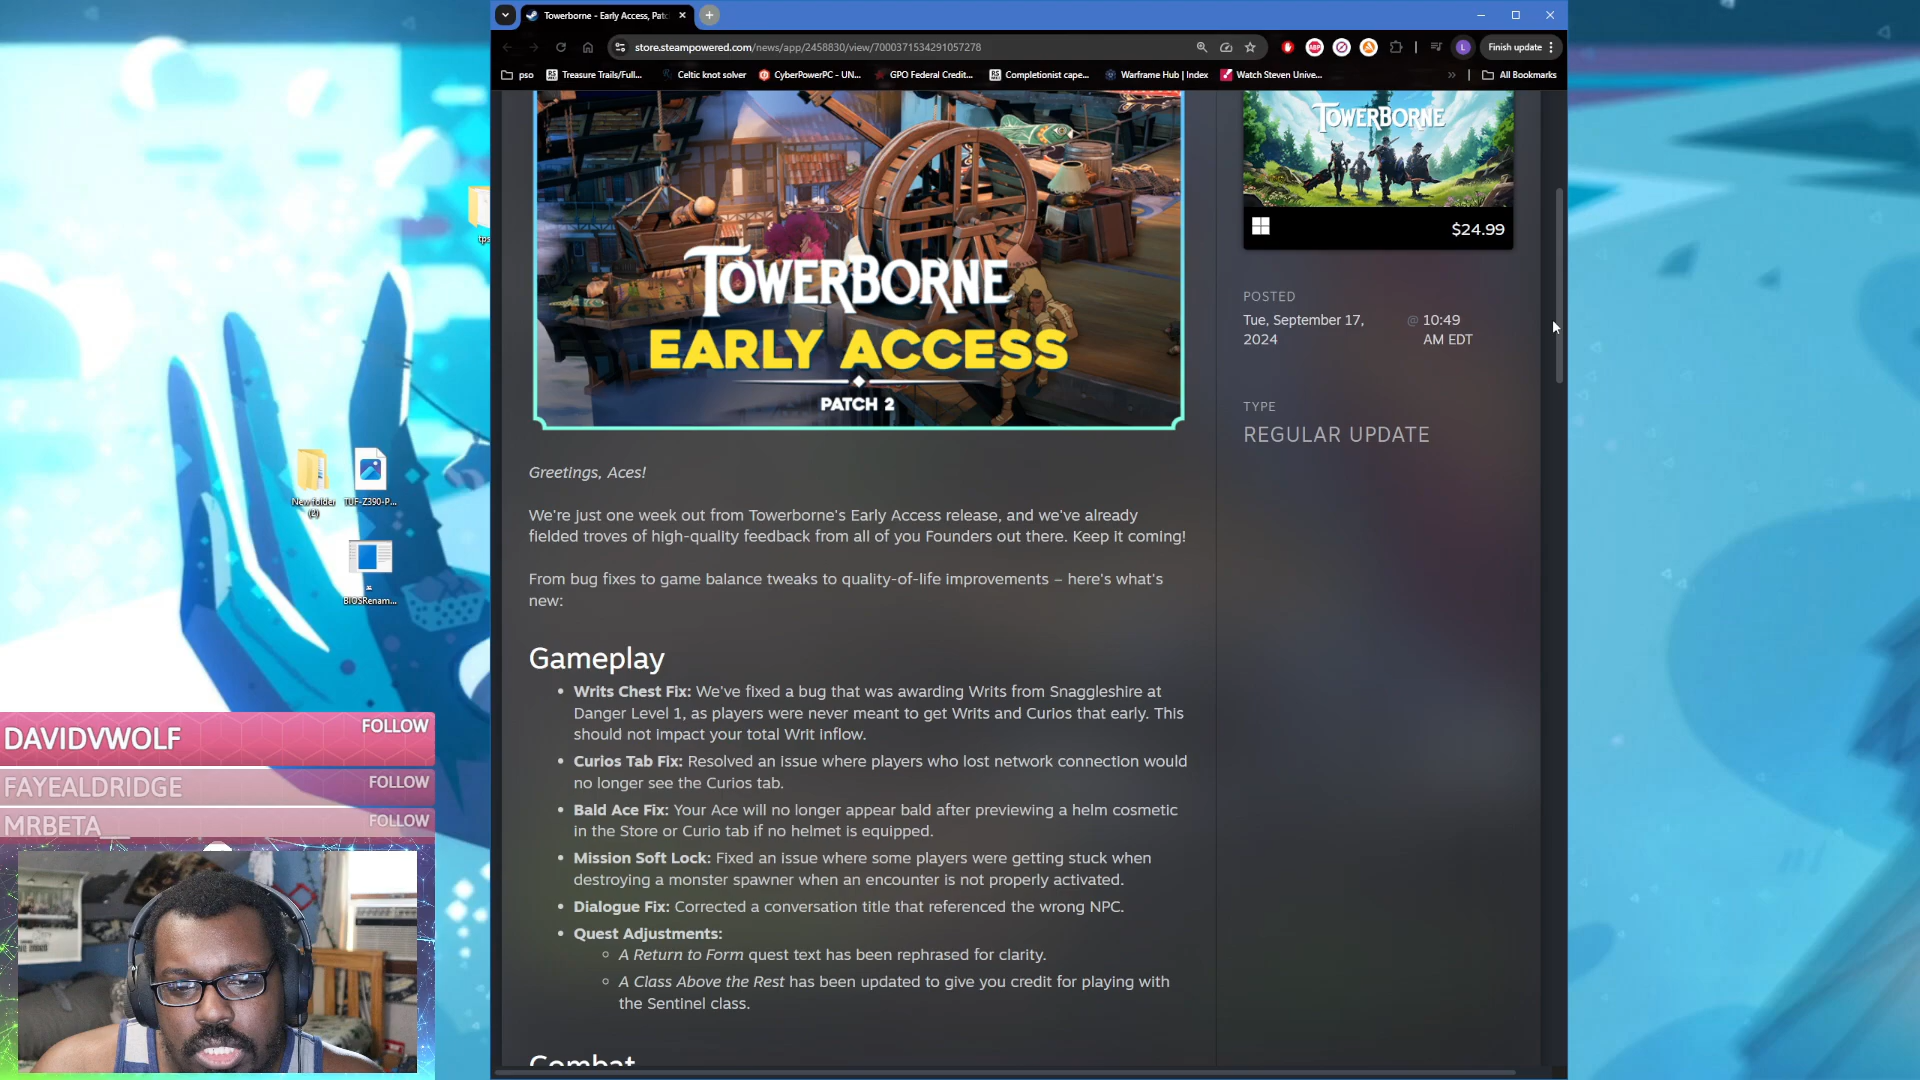 Towerborne - Early Access, Patc
store.steampowered.com/news/app/2458830/view/7000371534291057278
Finish update
pso
Treasure Trails/Full...
Celtic knot solver
CyberPowerPC - UN...
GPO Federal Credit...
Completionist cape...
Warframe Hub | Index
Watch Steven Unive...
All Bookmarks
TOWERBORNE
EARLY ACCESS
PATCH 2
TOWERBORNE
$24.99
POSTED
Tue, September 17, 2024 @ 10:49 AM EDT
TYPE
REGULAR UPDATE
Greetings, Aces!
We're just one week out from Towerborne's Early Access release, and we've already
fielded troves of high-quality feedback from all of you Founders out there. Keep it coming!
From bug fixes to game balance tweaks to quality-of-life improvements – here's what's
new:
Gameplay
• Writs Chest Fix: We've fixed a bug that was awarding Writs from Snaggleshire at
Danger Level 1, as players were never meant to get Writs and Curios that early. This
should not impact your total Writ inflow.
• Curios Tab Fix: Resolved an issue where players who lost network connection would
no longer see the Curios tab.
• Bald Ace Fix: Your Ace will no longer appear bald after previewing a helm cosmetic
in the Store or Curio tab if no helmet is equipped.
• Mission Soft Lock: Fixed an issue where some players were getting stuck when
destroying a monster spawner when an encounter is not properly activated.
• Dialogue Fix: Corrected a conversation title that referenced the wrong NPC.
• Quest Adjustments:
◦ A Return to Form quest text has been rephrased for clarity.
◦ A Class Above the Rest has been updated to give you credit for playing with
the Sentinel class.
Combat
tps
New folder
(2)
TUF-Z390-P...
BIOSRenam...
DAVIDVWOLF FOLLOW
FAYEALDRIDGE FOLLOW
MRBETA__ FOLLOW